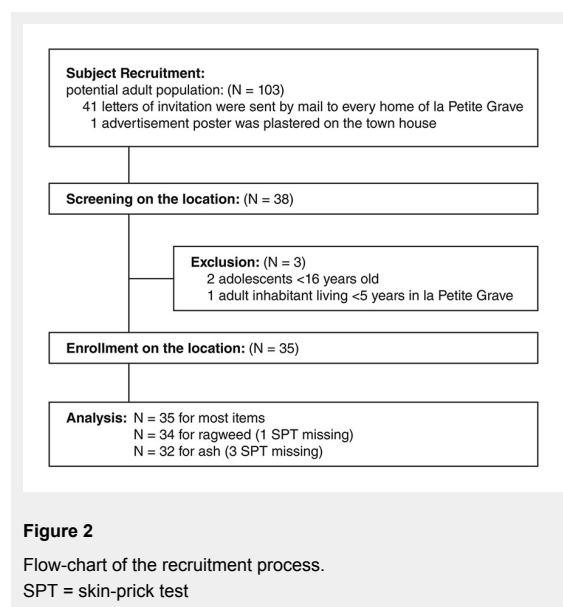 Subject Recruitment:
potential adult population: (N = 103)
41 letters of invitation were sent by mail to every home of la Petite Grave
1 advertisement poster was plastered on the town house
Screening on the location: (N = 38)
Exclusion: (N = 3)
2 adolescents <16 years old
1 adult inhabitant living <5 years in la Petite Grave
Enrollment on the location: (N = 35)
Analysis: N = 35 for most items
N = 34 for ragweed (1 SPT missing)
N = 32 for ash (3 SPT missing)
Figure 2
Flow-chart of the recruitment process.
SPT = skin-prick test